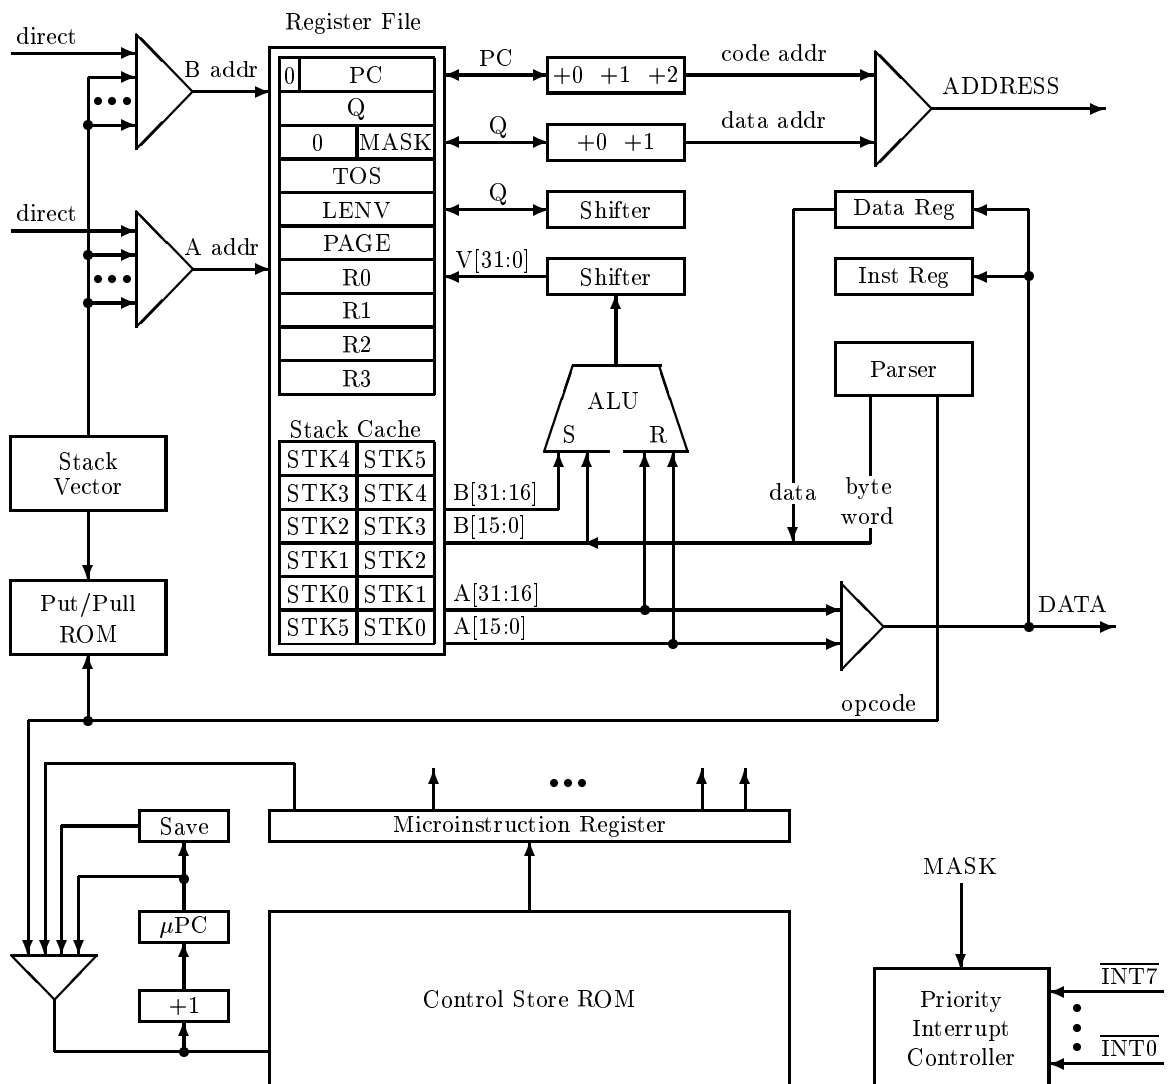 Register File
direct
B addr
0
PC
PC
+0 +1 +2
code addr
ADDRESS
Q
0
MASK
Q
+0 +1
data addr
TOS
direct
A addr
LENV
Q
Shifter
Data Reg
PAGE
R0
V[31:0]
Shifter
Inst Reg
R1
R2
R3
ALU
S
R
Parser
Stack Cache
Stack
Vector
STK4 STK5
STK3 STK4
STK2 STK3
STK1 STK2
STK0 STK1
STK5 STK0
B[31:16]
B[15:0]
data
byte
word
Put/Pull
ROM
A[31:16]
A[15:0]
DATA
opcode
Save
Microinstruction Register
MASK
μPC
+1
Control Store ROM
Priority
Interrupt
Controller
INT7
INT0